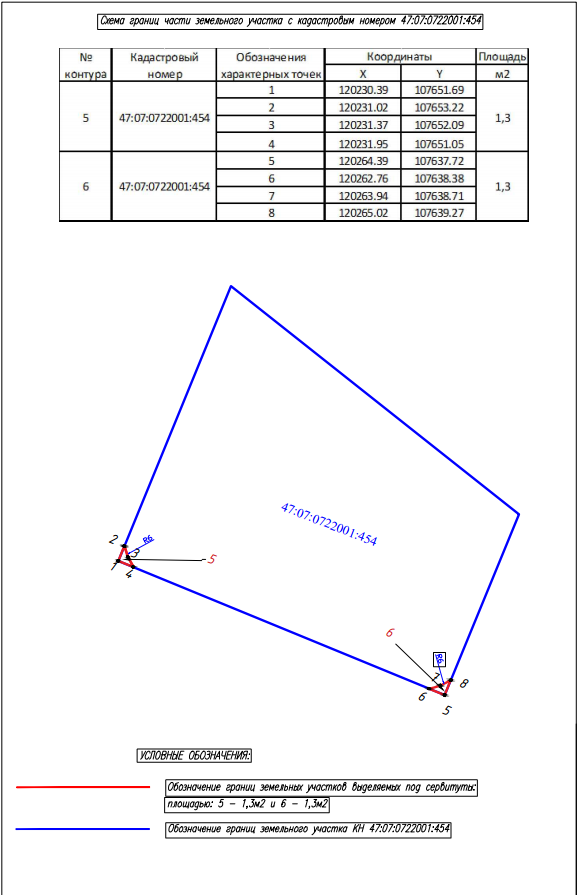 Схема границ части земельного участка с кадастровым номером 47:07:0722001:454
№ контура Кадастровый номер Обозначения характерных точек Координаты Площадь
X Y м2
5 47:07:0722001:454 1 120230.39 107651.69 1,3
2 120231.02 107653.22
3 120231.37 107652.09
4 120231.95 107651.05
6 47:07:0722001:454 5 120264.39 107637.72 1,3
6 120262.76 107638.38
7 120263.94 107638.71
8 120265.02 107639.27
47:07:0722001:454
2
R6
3
5
1
4
6
R6
7
8
6
5
УСЛОВНЫЕ ОБОЗНАЧЕНИЯ:
Обозначение границ земельных участков выделяемых под сервитуты:
площадью: 5 – 1,3м2 и 6 – 1,3м2
Обозначение границ земельного участка КН 47:07:0722001:454